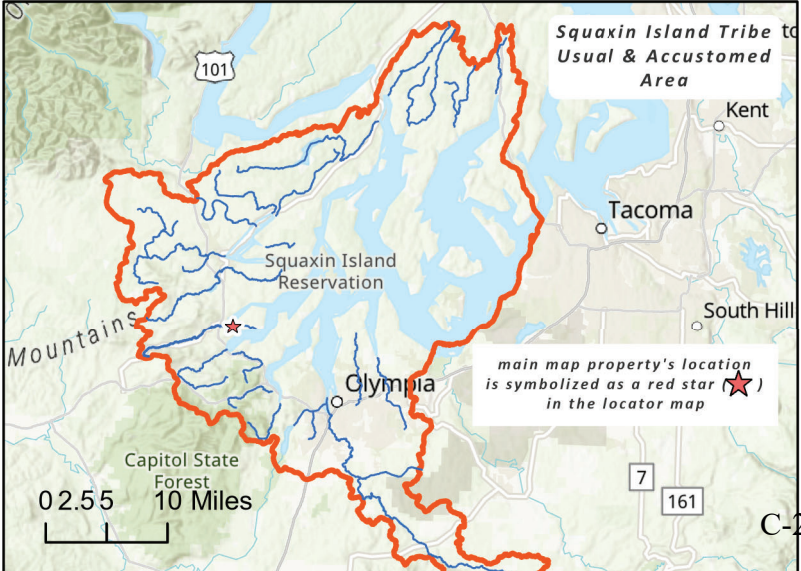 Squaxin Island Tribe
Usual & Accustomed
Area
101
Kent
Tacoma
Squaxin Island
Reservation
South Hill
Mountains
main map property's location
is symbolized as a red star ( )
in the locator map
Olympia
Capitol State
Forest
7
161
0 2.5 5 10 Miles